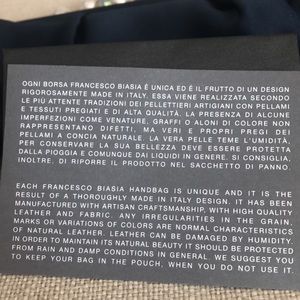 OGNI BORSA FRANCESCO BIASIA È UNICA ED È IL FRUTTO DI UN DESIGN
RIGOROSAMENTE MADE IN ITALY. ESSA VIENE REALIZZATA SECONDO
LE PIÙ ATTENTE TRADIZIONI DEI PELLETTIERI ARTIGIANI CON PELLAMI
E TESSUTI PREGIATI E DI ALTA QUALITÀ. LA PRESENZA DI ALCUNE
IMPERFEZIONI COME VENATURE, GRAFFI O ALONI DI COLORE NON
RAPPRESENTANO DIFETTI, MA VERI E PROPRI PREGI DEI
PELLAMI A CONCIA NATURALE. LA VERA PELLE TEME L'UMIDITÀ,
PER CONSERVARE LA SUA BELLEZZA DEVE ESSERE PROTETTA
DALLA PIOGGIA E COMUNQUE DAI LIQUIDI IN GENERE. SI CONSIGLIA,
INOLTRE, DI RIPORRE IL PRODOTTO NEL SACCHETTO DI PANNO.
EACH FRANCESCO BIASIA HANDBAG IS UNIQUE AND IT IS THE
RESULT OF A THOROUGHLY MADE IN ITALY DESIGN. IT HAS BEEN
MANUFACTURED WITH ARTISAN CRAFTSMANSHIP, WITH HIGH QUALITY
LEATHER AND FABRIC. ANY IRREGULARITIES IN THE GRAIN,
MARKS OR VARIATIONS OF COLORS ARE NORMAL CHARACTERISTICS
OF NATURAL LEATHER. LEATHER CAN BE DAMAGED BY HUMIDITY,
IN ORDER TO MAINTAIN ITS NATURAL BEAUTY IT SHOULD BE PROTECTED
FROM RAIN AND DAMP CONDITIONS IN GENERAL. WE SUGGEST YOU
TO KEEP YOUR BAG IN THE POUCH, WHEN YOU DO NOT USE IT.